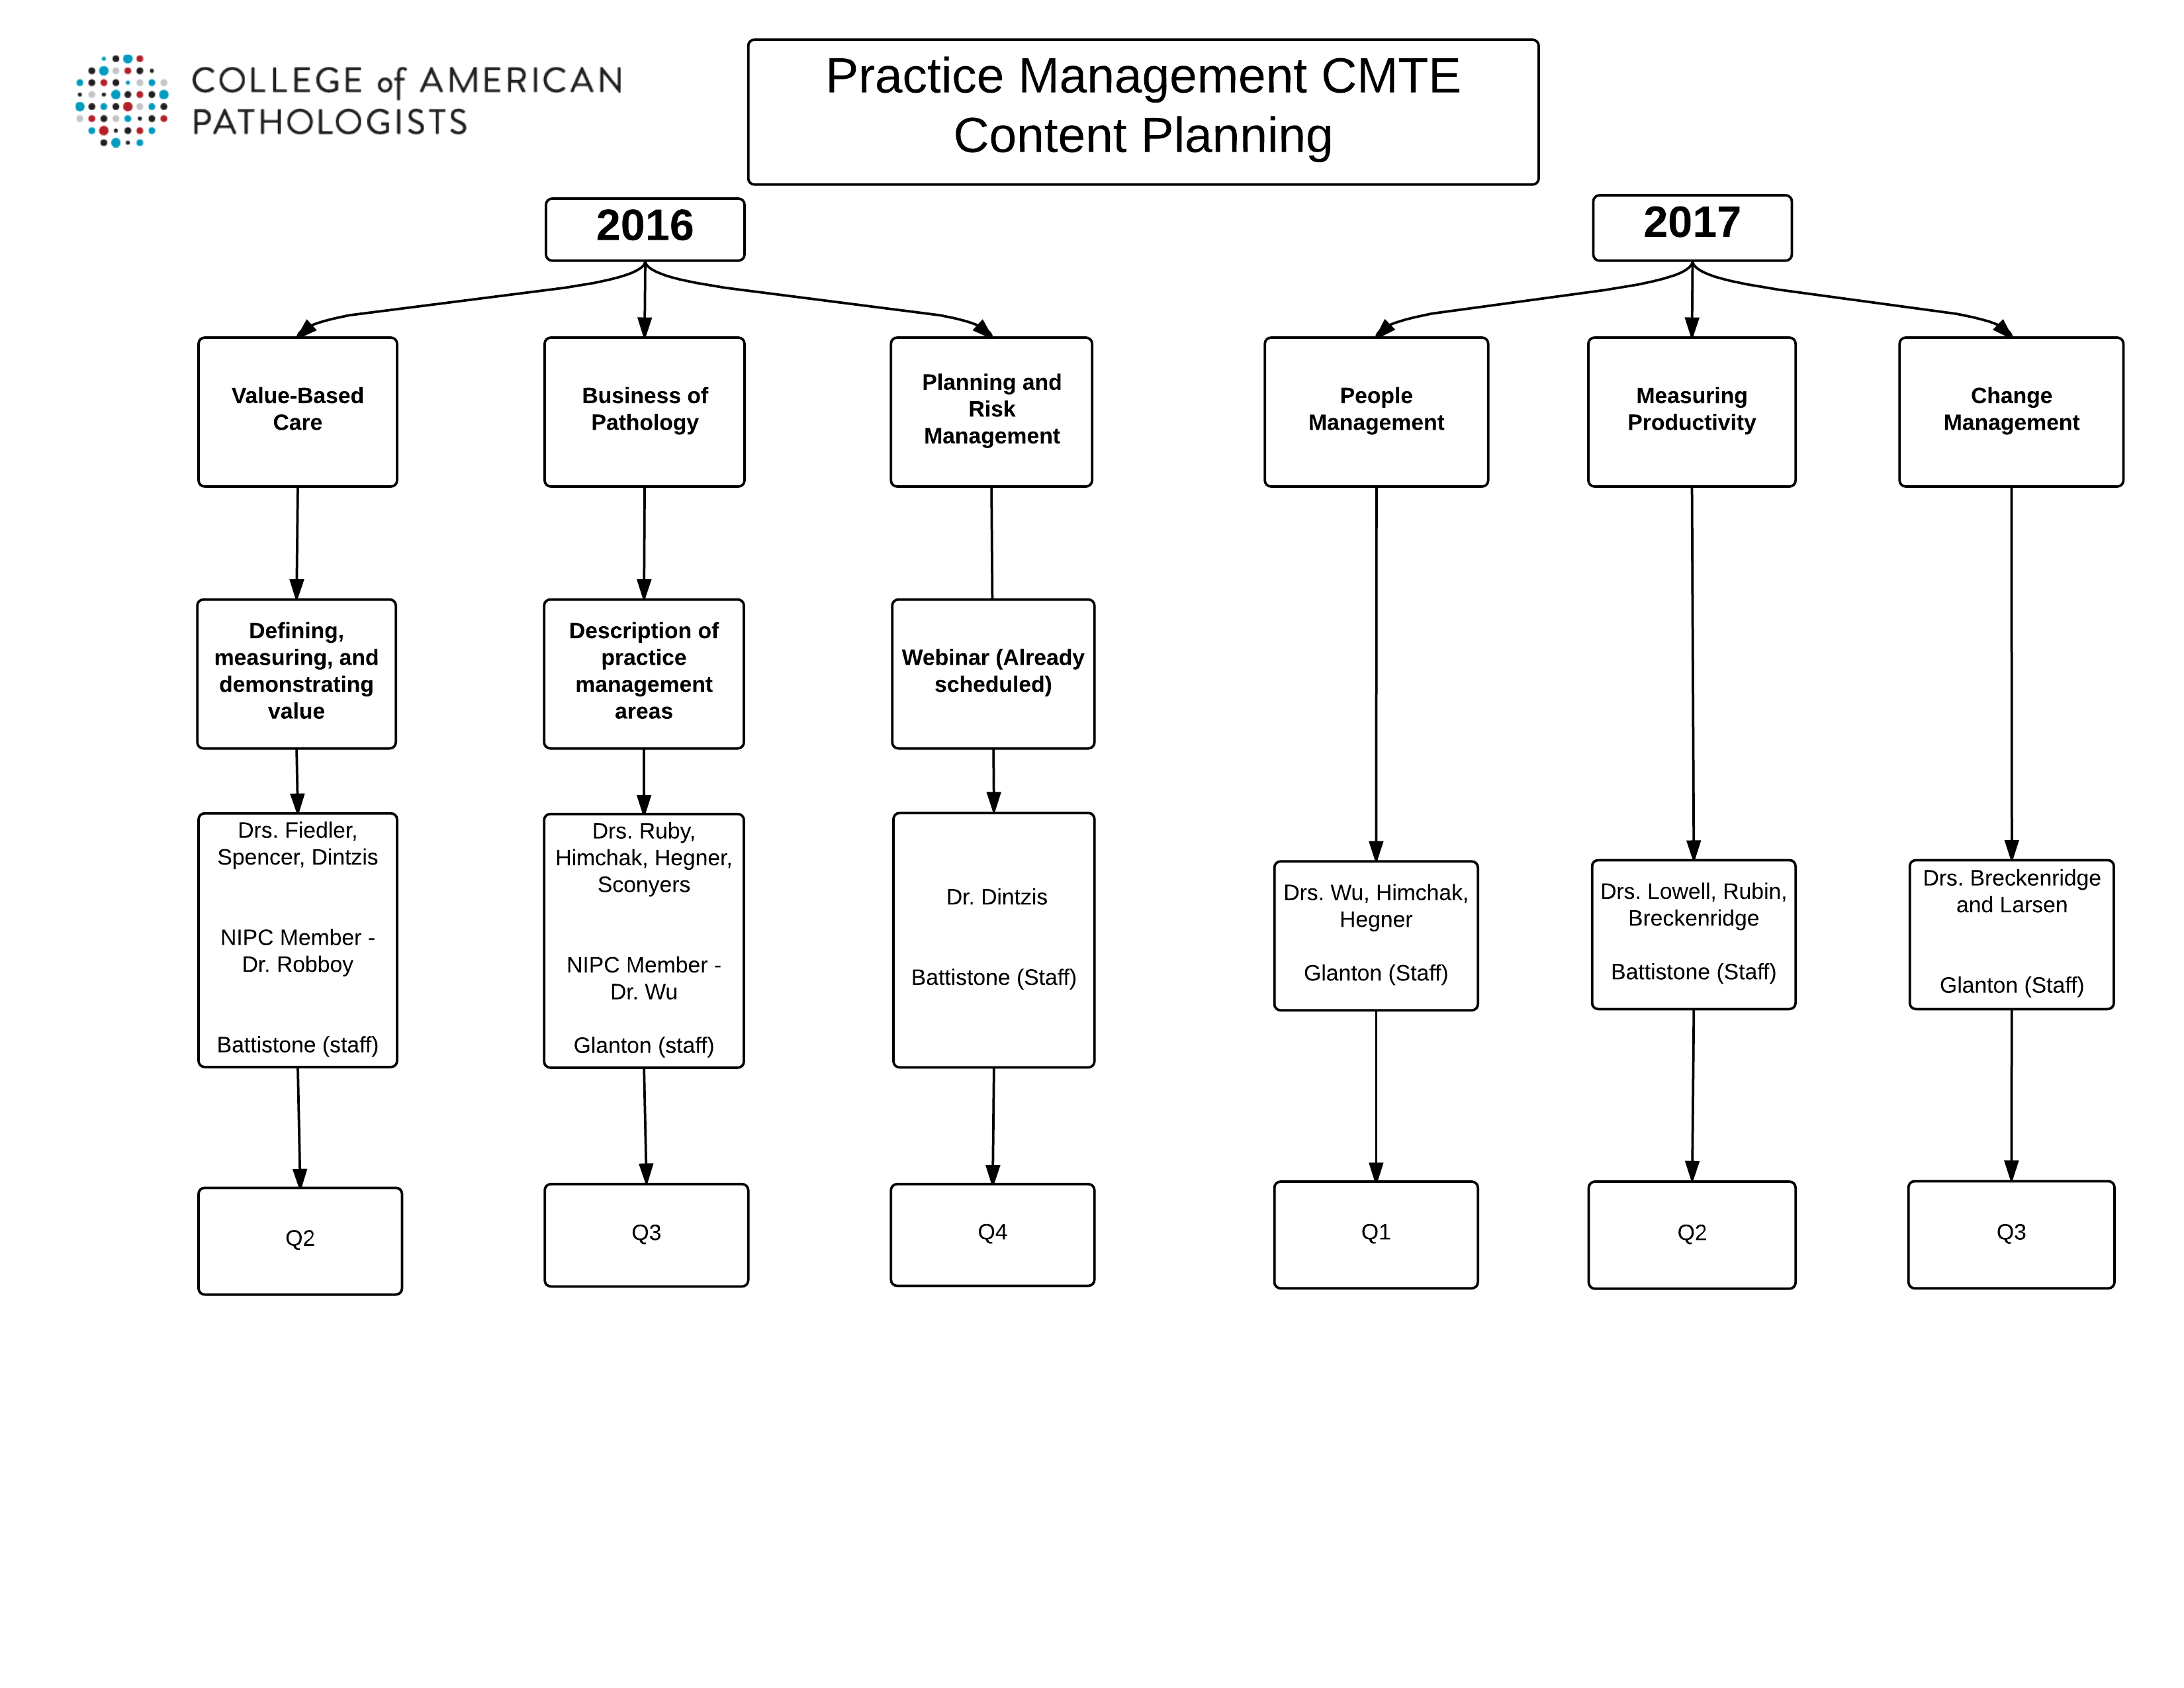 COLLEGE of AMERICAN
PATHOLOGISTS
Practice Management CMTE
Content Planning
2016
2017
Value-Based
Care
Business of
Pathology
Planning and
Risk
Management
People
Management
Measuring
Productivity
Change
Management
Defining,
measuring, and
demonstrating
value
Description of
practice
management
areas
Webinar (Already
scheduled)
Drs. Fiedler,
Spencer, Dintzis
NIPC Member -
Dr. Robboy
Battistone (staff)
Drs. Ruby,
Himchak, Hegner,
Sconyers
NIPC Member -
Dr. Wu
Glanton (staff)
Dr. Dintzis
Battistone (Staff)
Drs. Wu, Himchak,
Hegner
Glanton (Staff)
Drs. Lowell, Rubin,
Breckenridge
Battistone (Staff)
Drs. Breckenridge
and Larsen
Glanton (Staff)
Q2
Q3
Q4
Q1
Q2
Q3